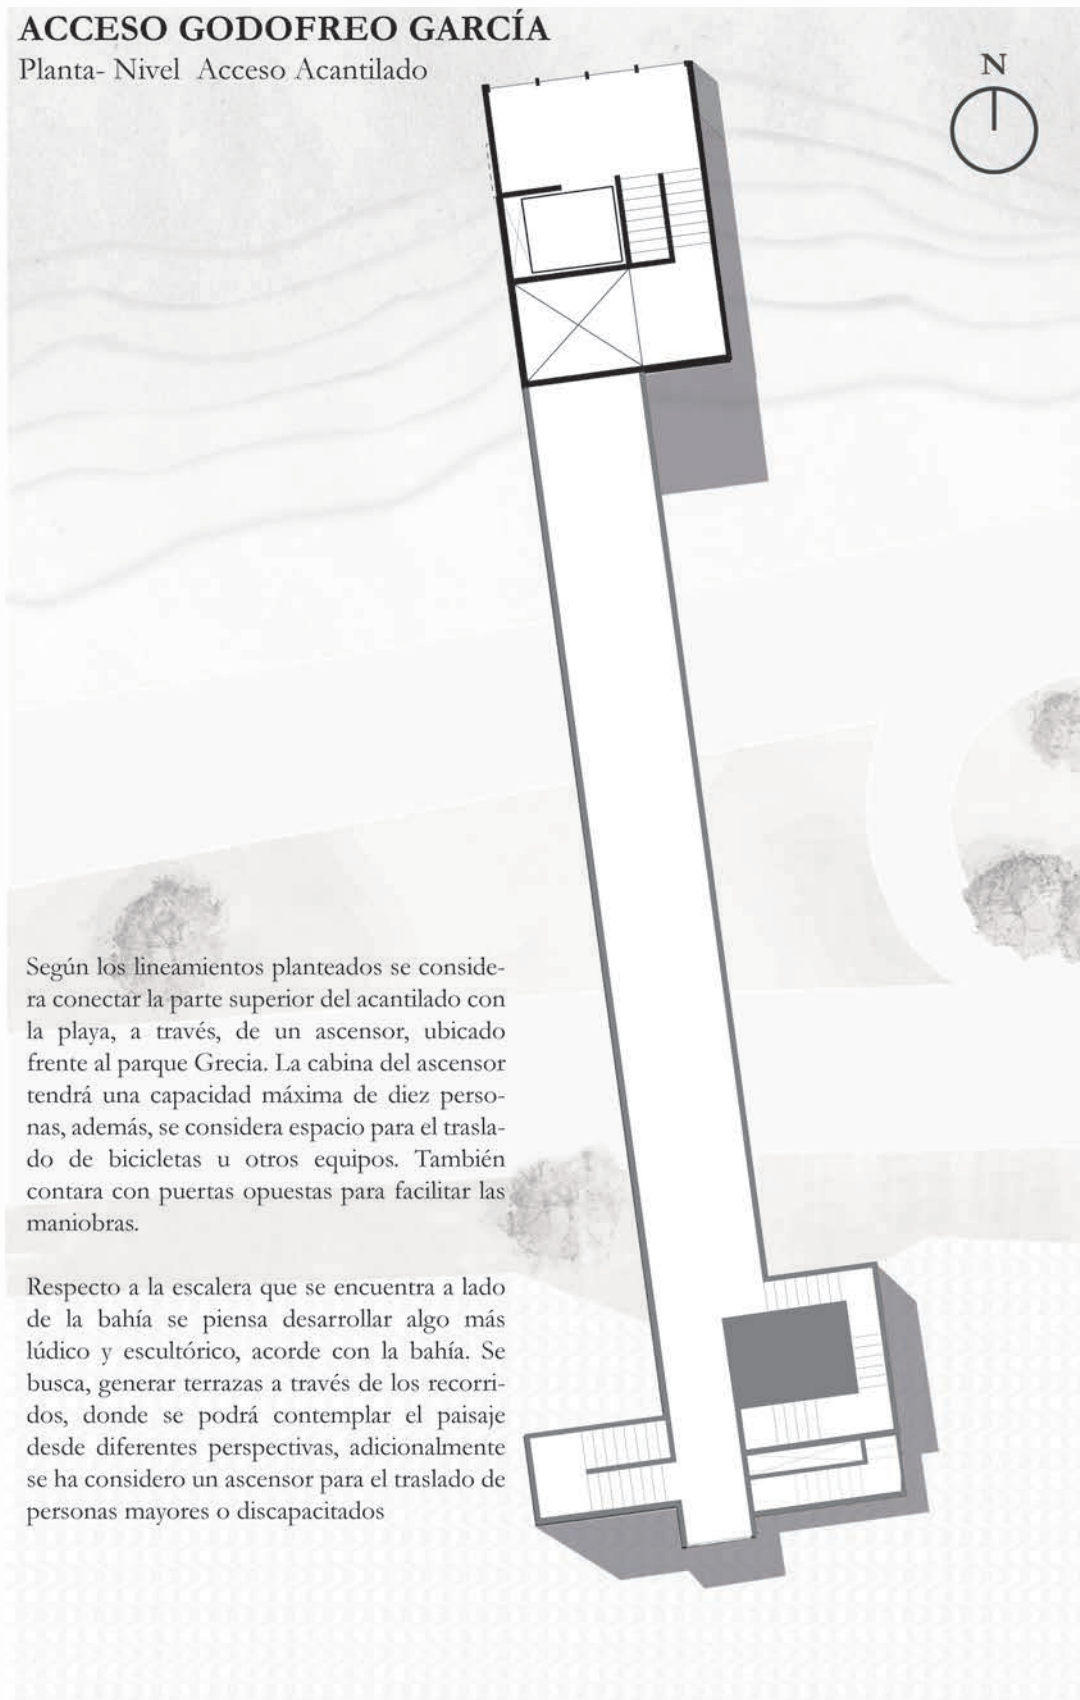 ACCESO GODOFREO GARCÍA
Planta- Nivel Acceso Acantilado
N
Según los lineamientos planteados se conside-
ra conectar la parte superior del acantilado con
la playa, a través, de un ascensor, ubicado
frente al parque Grecia. La cabina del ascensor
tendrá una capacidad máxima de diez perso-
nas, además, se considera espacio para el trasla-
do de bicicletas u otros equipos. También
contara con puertas opuestas para facilitar las
maniobras.
Respecto a la escalera que se encuentra a lado
de la bahía se piensa desarrollar algo más
lúdico y escultórico, acorde con la bahía. Se
busca, generar terrazas a través de los recorri-
dos, donde se podrá contemplar el paisaje
desde diferentes perspectivas, adicionalmente
se ha considero un ascensor para el traslado de
personas mayores o discapacitados